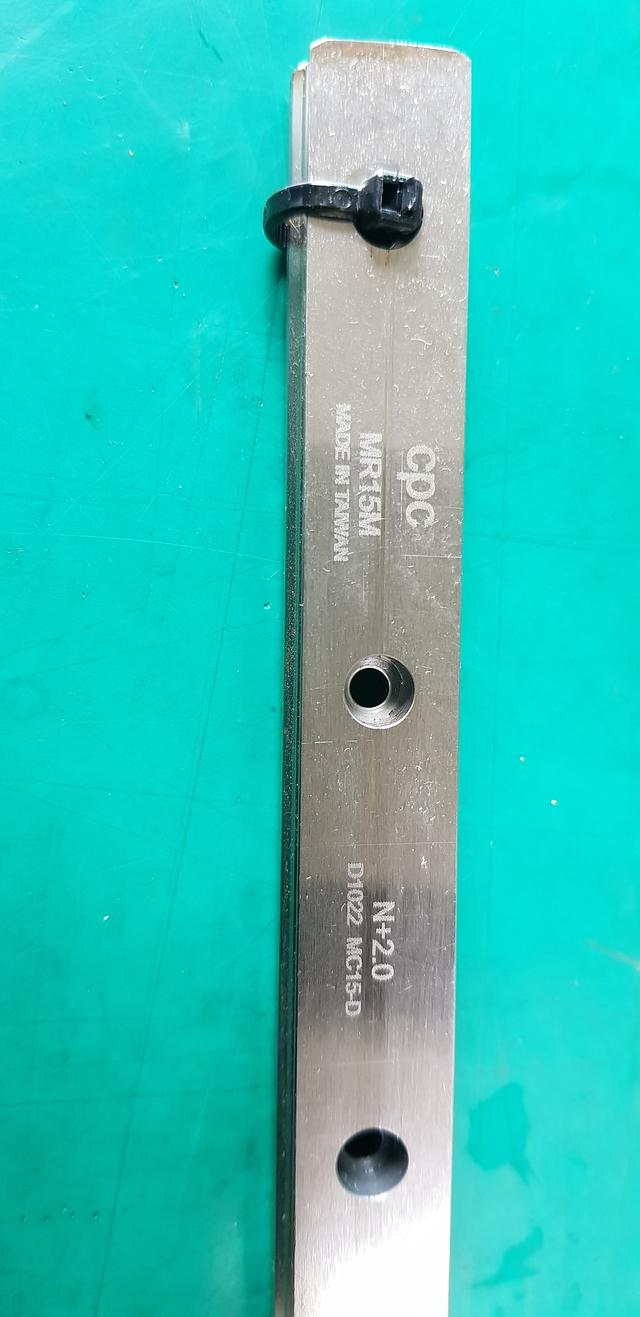 cpc
MR15M
MADE IN TAIWAN
N+2.0
D1022 MC15-D